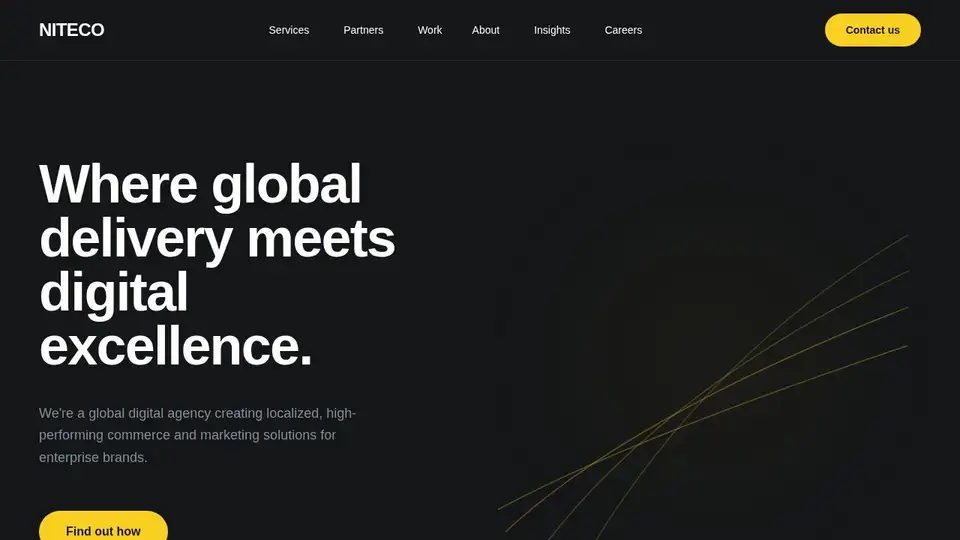 NITECO
Services
Partners
Work
About
Insights
Careers
Contact us
Where global
delivery meets
digital
excellence.
We're a global digital agency creating localized, high-
performing commerce and marketing solutions for
enterprise brands.
Find out how